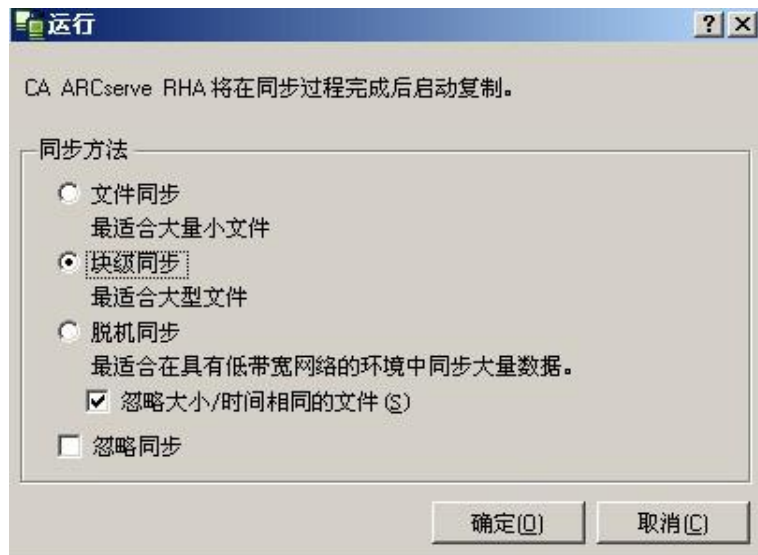 运行
CA ARCserve RHA将在同步过程完成后启动复制。
同步方法
文件同步
最适合大量小文件
块级同步
最适合大型文件
脱机同步
最适合在具有低带宽网络的环境中同步大量数据。
忽略大小/时间相同的文件(S)
忽略同步
确定(O) 取消(C)